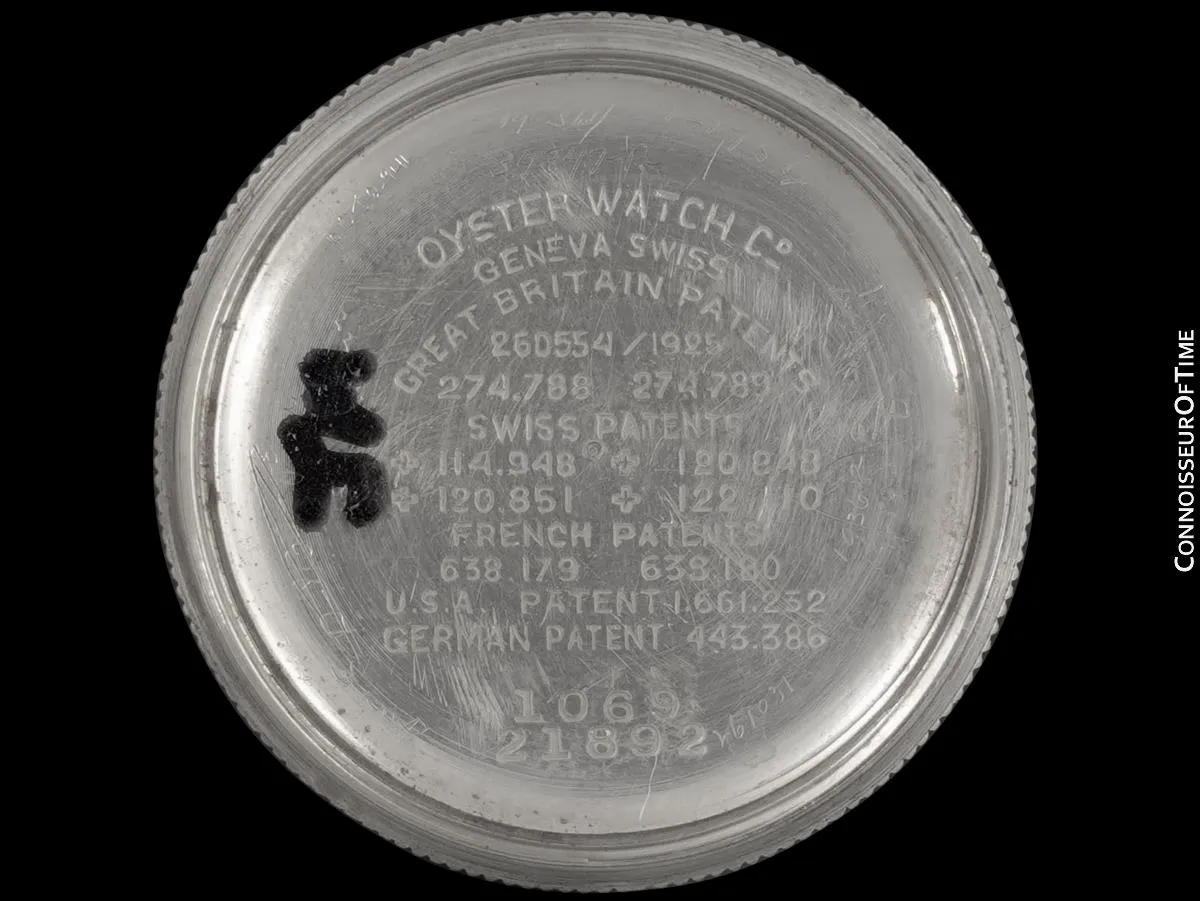 OYSTER WATCH Cº
GENEVA SWISS
GREAT BRITAIN PATENTS
260554/1925
274.788 274.789
SWISS PATENTS
✚ 114.948 ✚ 120.848
✚ 120.851 ✚ 122.110
FRENCH PATENTS
638.179 638.180
U.S.A. PATENT 1.661.232
GERMAN PATENT 443.386
1069
21892
CONNOISSEUROFTIME